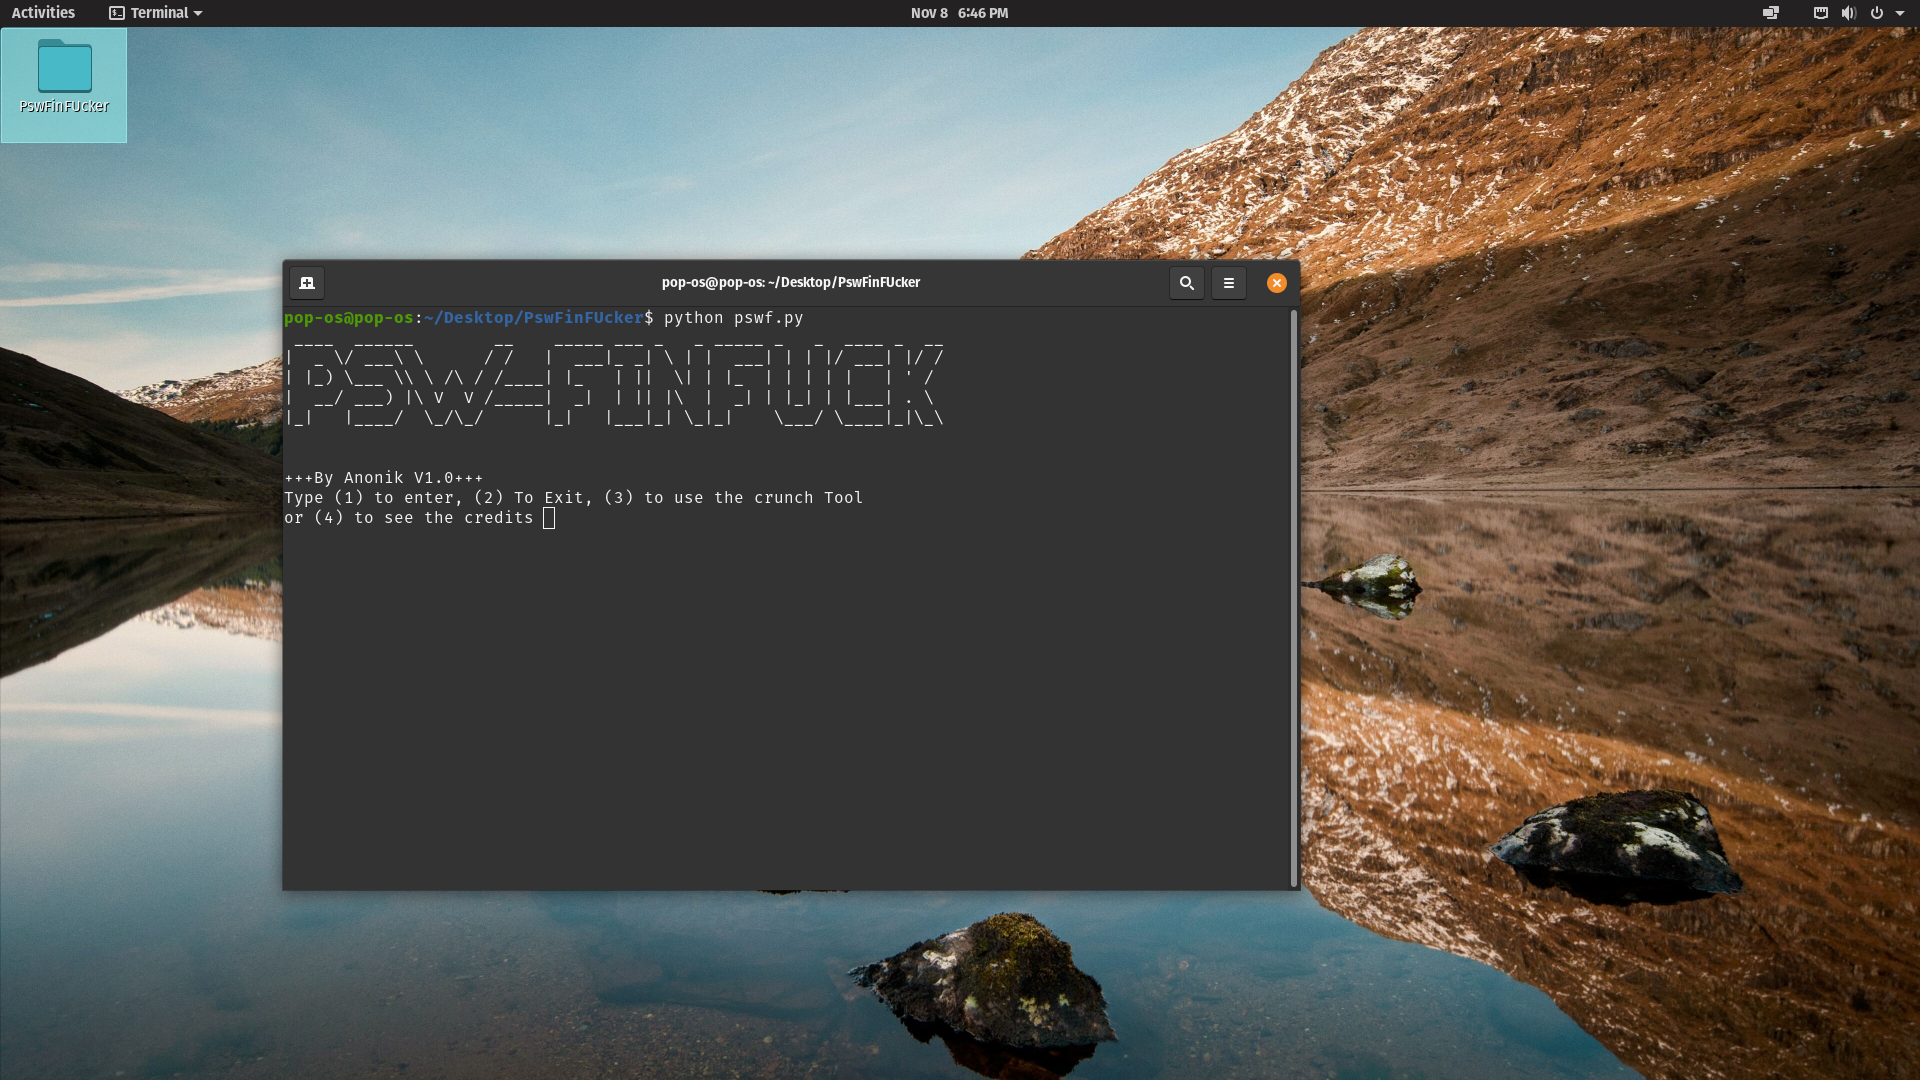 Activities Terminal Nov 8 6:46 PM
PswFinFUcker
pop-os@pop-os: ~/Desktop/PswFinFUcker
pop-os@pop-os:~/Desktop/PswFinFUcker$ python pswf.py
PSW-FINFUCK
+++By Anonik V1.0+++
Type (1) to enter, (2) To Exit, (3) to use the crunch Tool
or (4) to see the credits